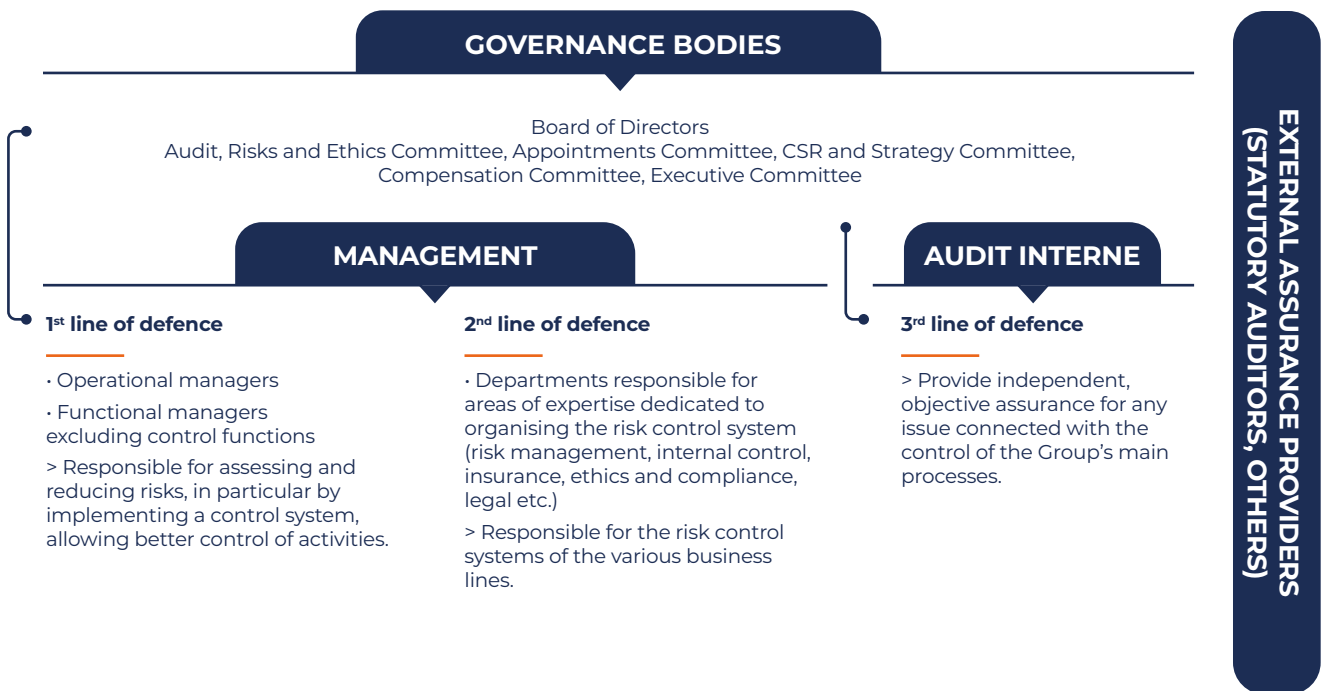 GOVERNANCE BODIES
Board of Directors
Audit, Risks and Ethics Committee, Appointments Committee, CSR and Strategy Committee,
Compensation Committee, Executive Committee
MANAGEMENT
1st line of defence
· Operational managers
· Functional managers
excluding control functions
> Responsible for assessing and
reducing risks, in particular by
implementing a control system,
allowing better control of activities.
2nd line of defence
· Departments responsible for
areas of expertise dedicated to
organising the risk control system
(risk management, internal control,
insurance, ethics and compliance,
legal etc.)
> Responsible for the risk control
systems of the various business
lines.
AUDIT INTERNE
3rd line of defence
> Provide independent,
objective assurance for any
issue connected with the
control of the Group’s main
processes.
EXTERNAL ASSURANCE PROVIDERS
(STATUTORY AUDITORS, OTHERS)